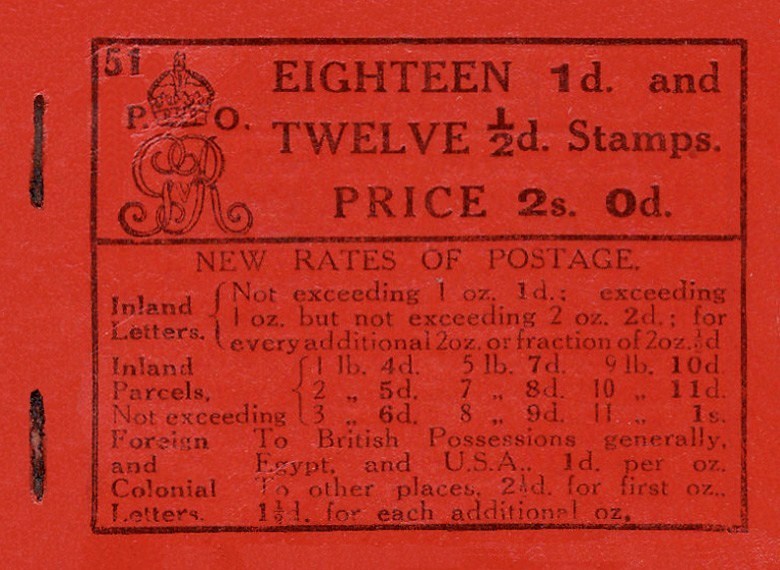 51
EIGHTEEN 1d. and
P. O.
TWELVE ½d. Stamps.
GR
PRICE 2s. 0d.
NEW RATES OF POSTAGE.
Inland Letters. { Not exceeding 1 oz. 1d.; exceeding
1 oz. but not exceeding 2 oz. 2d.; for
every additional 2oz. or fraction of 2oz. ½d
Inland 1 lb. 4d. 5 lb. 7d. 9 lb. 10d.
Parcels, { 2 „ 5d. 7 „ 8d. 10 „ 11d.
Not exceeding 3 „ 6d. 8 „ 9d. 11 „ 1s.
Foreign To British Possessions generally,
and Egypt, and U.S.A., 1d. per oz.
Colonial To other places, 2½d. for first oz.,
Letters. 1½d. for each additional oz.